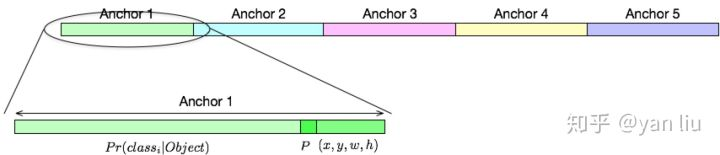 Anchor 1 Anchor 2 Anchor 3 Anchor 4 Anchor 5
Anchor 1
Pr(class_i|Object) P (x, y, w, h)
知乎 @yan liu